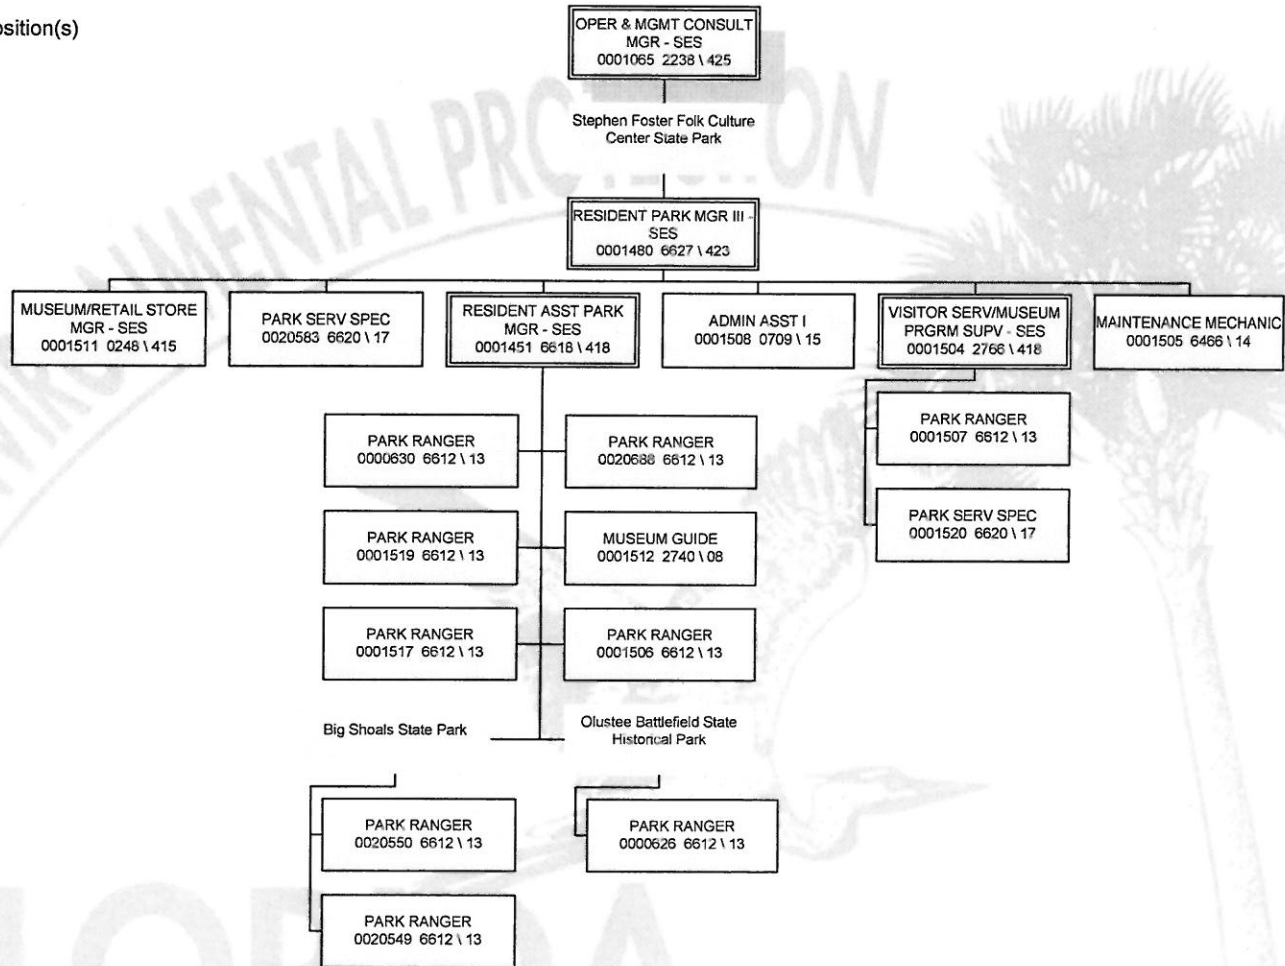 osition(s)
OPER & MGMT CONSULT
MGR - SES
0001065 2238 \ 425
Stephen Foster Folk Culture
Center State Park
RESIDENT PARK MGR III -
SES
0001480 6627 \ 423
MUSEUM/RETAIL STORE
MGR - SES
0001511 0248 \ 415
PARK SERV SPEC
0020583 6620 \ 17
RESIDENT ASST PARK
MGR - SES
0001451 6618 \ 418
ADMIN ASST I
0001508 0709 \ 15
VISITOR SERV/MUSEUM
PRGRM SUPV - SES
0001504 2766 \ 418
MAINTENANCE MECHANIC
0001505 6466 \ 14
PARK RANGER
0000630 6612 \ 13
PARK RANGER
0020688 6612 \ 13
PARK RANGER
0001507 6612 \ 13
PARK RANGER
0001519 6612 \ 13
MUSEUM GUIDE
0001512 2740 \ 08
PARK SERV SPEC
0001520 6620 \ 17
PARK RANGER
0001517 6612 \ 13
PARK RANGER
0001506 6612 \ 13
Big Shoals State Park
Olustee Battlefield State
Historical Park
PARK RANGER
0020550 6612 \ 13
PARK RANGER
0000626 6612 \ 13
PARK RANGER
0020549 6612 \ 13